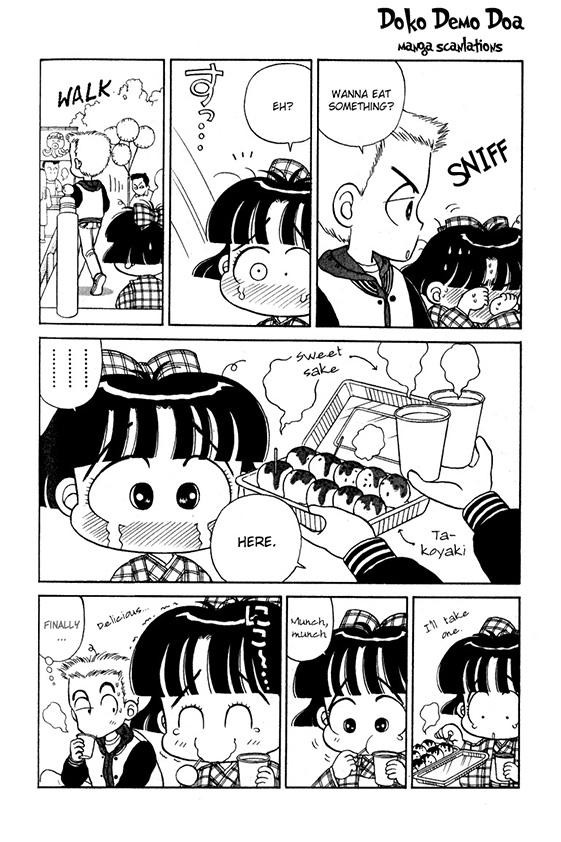 DOKO DEMO DOA
MANGA SCANLATIONS
WANNA EAT
SOMETHING?
SNIFF
EH?
すっ…
WALK
………
sweet
sake
HERE.
Ta-
koyaki
I'll take
one.
Munch,
munch
にこ〜…
Delicious...
FINALLY
...